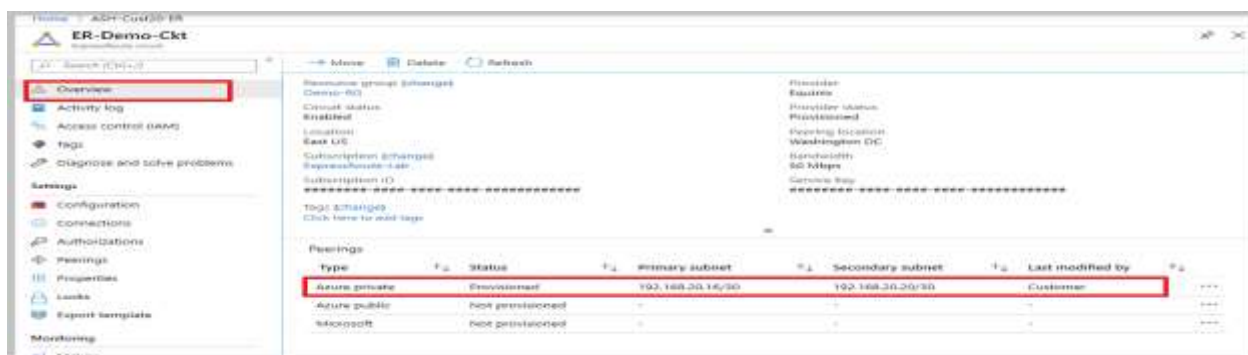 Home > ASH-Cust20-ER
ER-Demo-Ckt
ExpressRoute circuit
Search (Ctrl+/)
Move Delete Refresh
Overview
Activity log
Access control (IAM)
Tags
Diagnose and solve problems
Settings
Configuration
Connections
Authorizations
Peerings
Properties
Locks
Export template
Monitoring
Resource group (change)
Demo-RG
Circuit status
Enabled
Location
East US
Subscription (change)
ExpressRoute-Lab
Subscription ID
Tags (change)
Click here to add tags
Provider
Equinix
Provider status
Provisioned
Peering location
Washington DC
Bandwidth
50 Mbps
Service key
Peerings
Type Status Primary subnet Secondary subnet Last modified by
Azure private Provisioned 192.168.20.16/30 192.168.20.20/30 Customer
Azure public Not provisioned - - -
Microsoft Not provisioned - - -